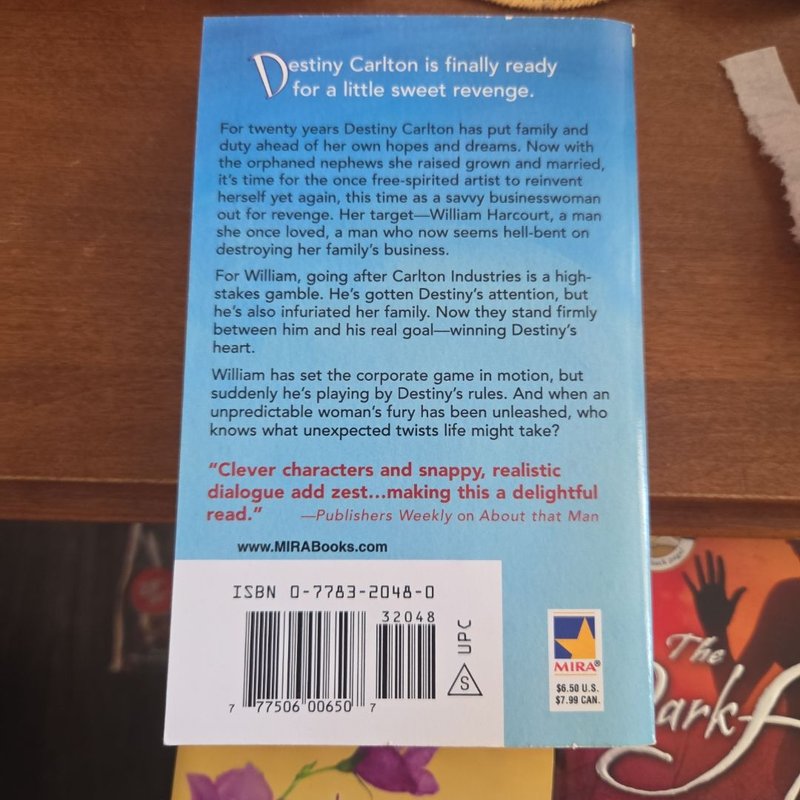 Destiny Carlton is finally ready
for a little sweet revenge.
For twenty years Destiny Carlton has put family and
duty ahead of her own hopes and dreams. Now with
the orphaned nephews she raised grown and married,
it's time for the once free-spirited artist to reinvent
herself yet again, this time as a savvy businesswoman
out for revenge. Her target—William Harcourt, a man
she once loved, a man who now seems hell-bent on
destroying her family's business.
For William, going after Carlton Industries is a high-
stakes gamble. He's gotten Destiny's attention, but
he's also infuriated her family. Now they stand firmly
between him and his real goal—winning Destiny's
heart.
William has set the corporate game in motion, but
suddenly he's playing by Destiny's rules. And when an
unpredictable woman's fury has been unleashed, who
knows what unexpected twists life might take?
"Clever characters and snappy, realistic
dialogue add zest...making this a delightful
read." —Publishers Weekly on About that Man
www.MIRABooks.com
ISBN 0-7783-2048-0
32048
7 77506 00650 7
S UPC
MIRA®
$6.50 U.S.
$7.99 CAN.
The
Dark